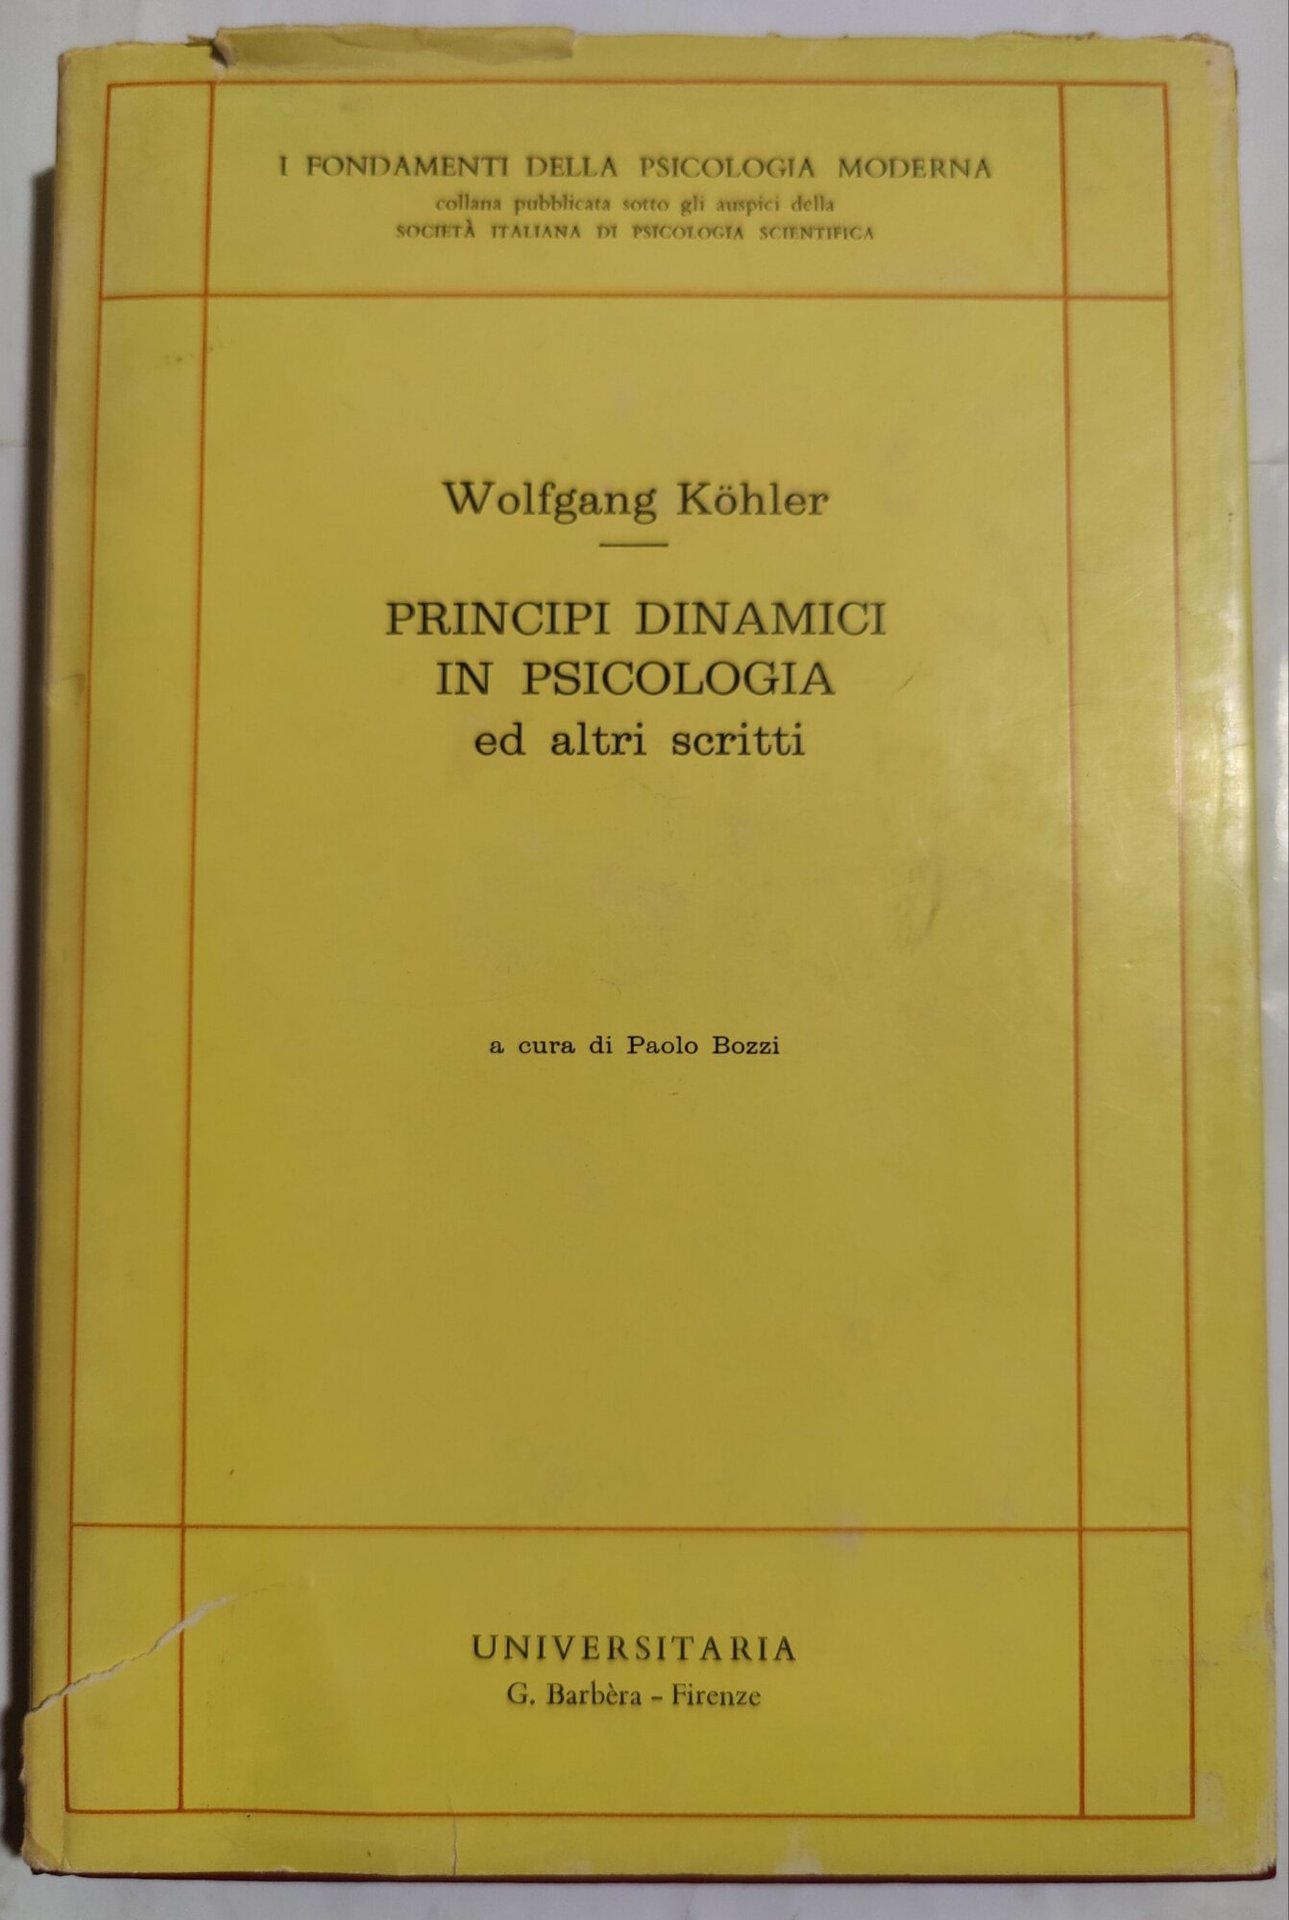 I FONDAMENTI DELLA PSICOLOGIA MODERNA
collana pubblicata sotto gli auspici della
SOCIETÀ ITALIANA DI PSICOLOGIA SCIENTIFICA
Wolfgang Köhler
PRINCIPI DINAMICI
IN PSICOLOGIA
ed altri scritti
a cura di Paolo Bozzi
UNIVERSITARIA
G. Barbèra - Firenze